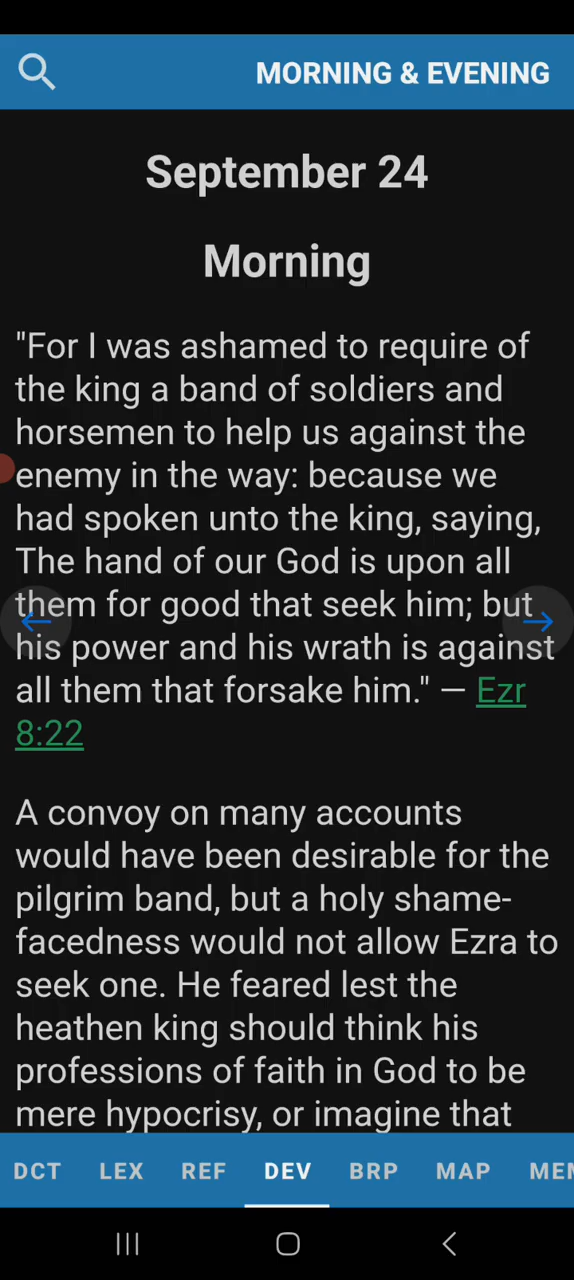 MORNING & EVENING
September 24
Morning
"For I was ashamed to require of
the king a band of soldiers and
horsemen to help us against the
enemy in the way: because we
had spoken unto the king, saying,
The hand of our God is upon all
them for good that seek him; but
his power and his wrath is against
all them that forsake him." — Ezr
8:22
A convoy on many accounts
would have been desirable for the
pilgrim band, but a holy shame-
facedness would not allow Ezra to
seek one. He feared lest the
heathen king should think his
professions of faith in God to be
mere hypocrisy, or imagine that
DCT LEX REF DEV BRP MAP MEM